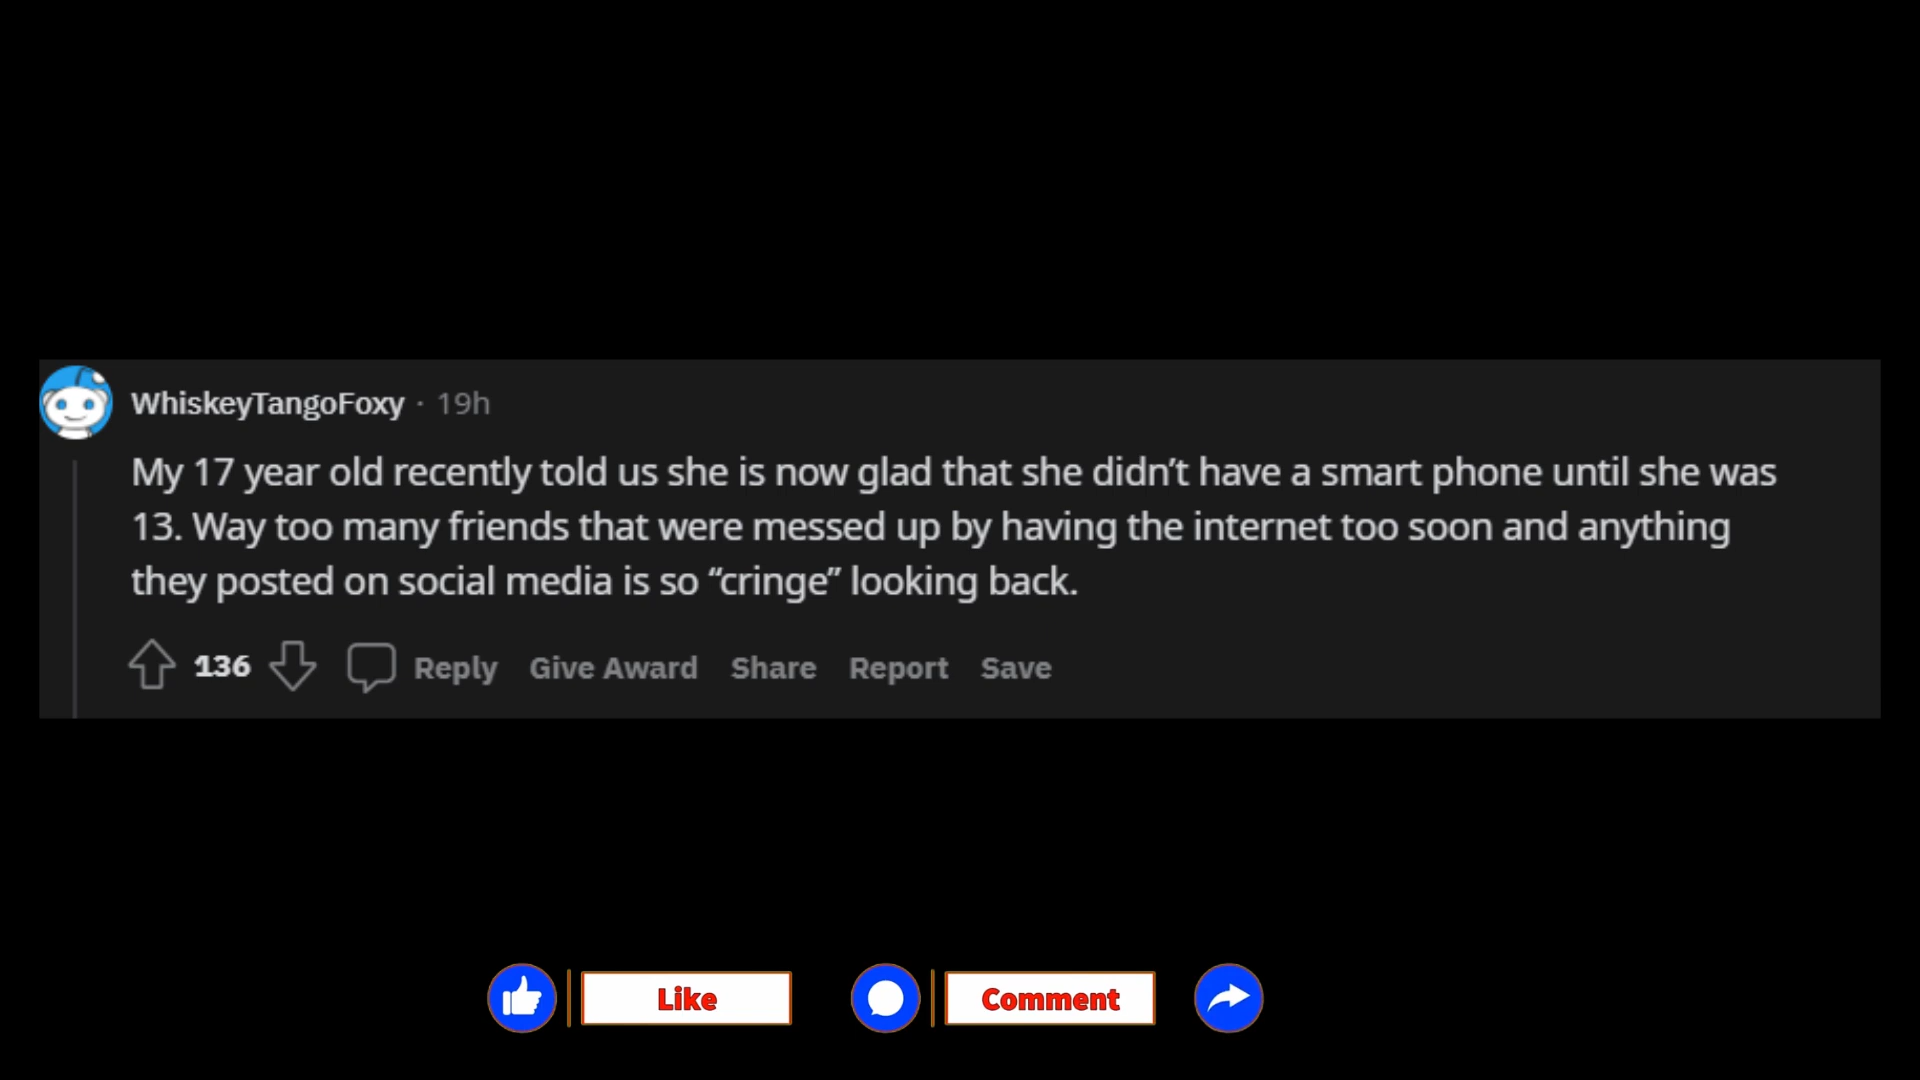 WhiskeyTangoFoxy · 19h
My 17 year old recently told us she is now glad that she didn’t have a smart phone until she was
13. Way too many friends that were messed up by having the internet too soon and anything
they posted on social media is so “cringe” looking back.
136 Reply Give Award Share Report Save
Like Comment